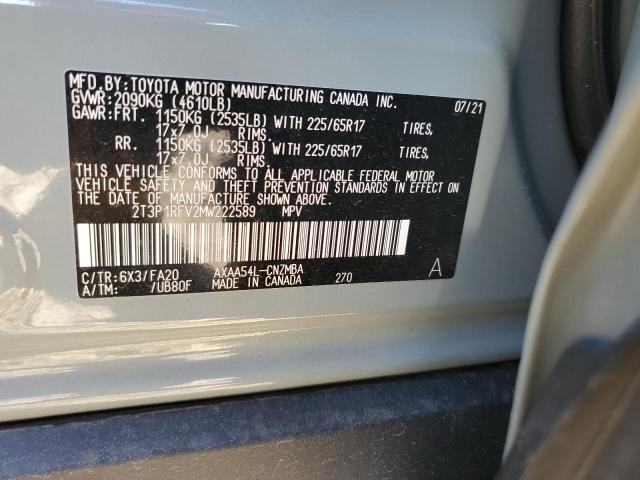 MFD.BY:TOYOTA MOTOR MANUFACTURING CANADA INC.
GVWR:2090KG (4610LB) 07/21
GAWR:FRT. 1150KG (2535LB) WITH 225/65R17 TIRES,
17x7.0J RIMS
RR. 1150KG (2535LB) WITH 225/65R17 TIRES,
17x7.0J RIMS
THIS VEHICLE CONFORMS TO ALL APPLICABLE FEDERAL MOTOR
VEHICLE SAFETY AND THEFT PREVENTION STANDARDS IN EFFECT ON
THE DATE OF MANUFACTURE SHOWN ABOVE.
2T3P1RFV2MW222589 MPV
C/TR:6X3/FA20 AXAA54L-CNZMBA
A/TM: /UB80F MADE IN CANADA 270 A